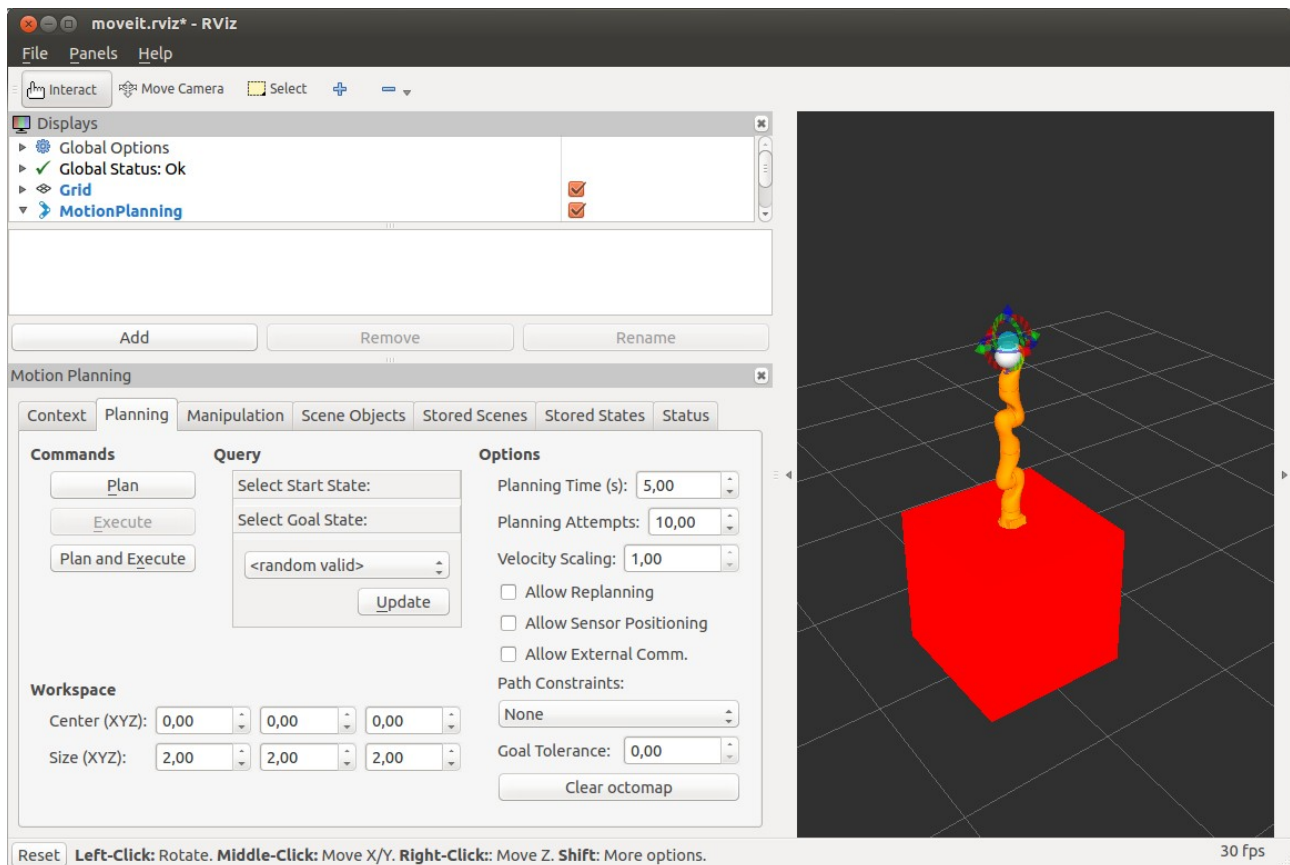 moveit.rviz* - RViz
File Panels Help
Interact Move Camera Select
Displays
Global Options
Global Status: Ok
Grid
MotionPlanning
Add Remove Rename
Motion Planning
Context Planning Manipulation Scene Objects Stored Scenes Stored States Status
Commands Query Options
Plan Select Start State: Planning Time (s): 5,00
Execute Select Goal State: Planning Attempts: 10,00
Plan and Execute <random valid> Velocity Scaling: 1,00
Update Allow Replanning
Allow Sensor Positioning
Allow External Comm.
Workspace Path Constraints:
Center (XYZ): 0,00 0,00 0,00 None
Size (XYZ): 2,00 2,00 2,00 Goal Tolerance: 0,00
Clear octomap
Reset Left-Click: Rotate. Middle-Click: Move X/Y. Right-Click:: Move Z. Shift: More options. 30 fps